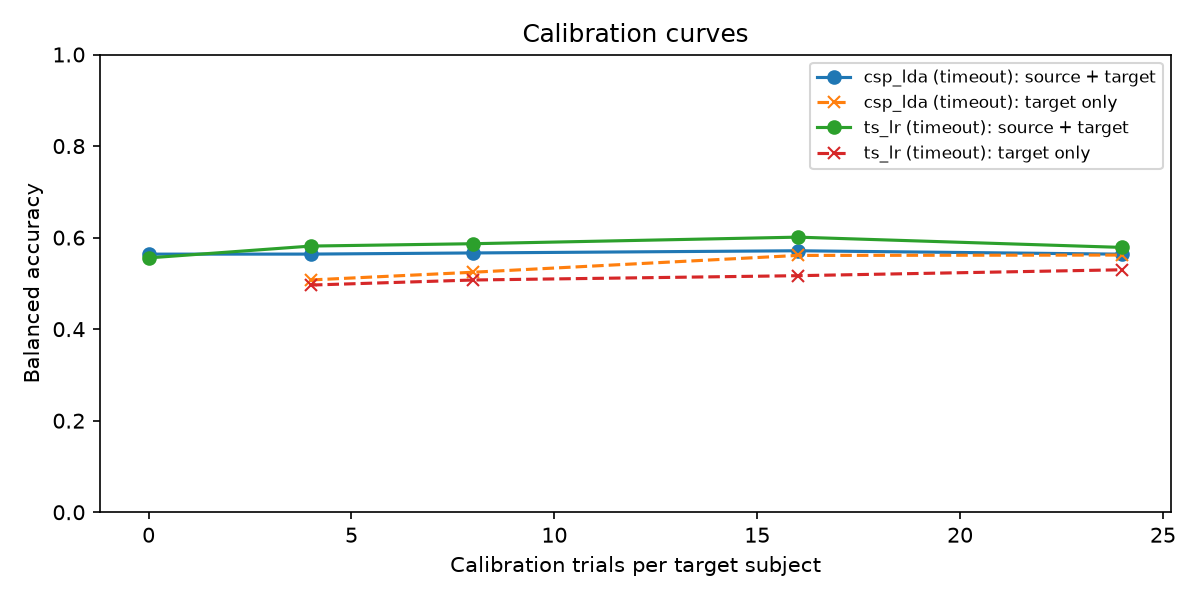 Calibration curves
1.0
0.8
0.6
0.4
0.2
0.0
Balanced accuracy
csp_lda (timeout): source + target
csp_lda (timeout): target only
ts_lr (timeout): source + target
ts_lr (timeout): target only
0 5 10 15 20 25
Calibration trials per target subject